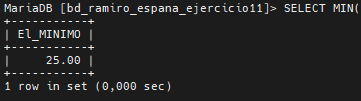 MariaDB [bd_ramiro_espana_ejercicio11]> SELECT MIN(
+-----------+
| El_MINIMO |
+-----------+
|     25.00 |
+-----------+
1 row in set (0,000 sec)